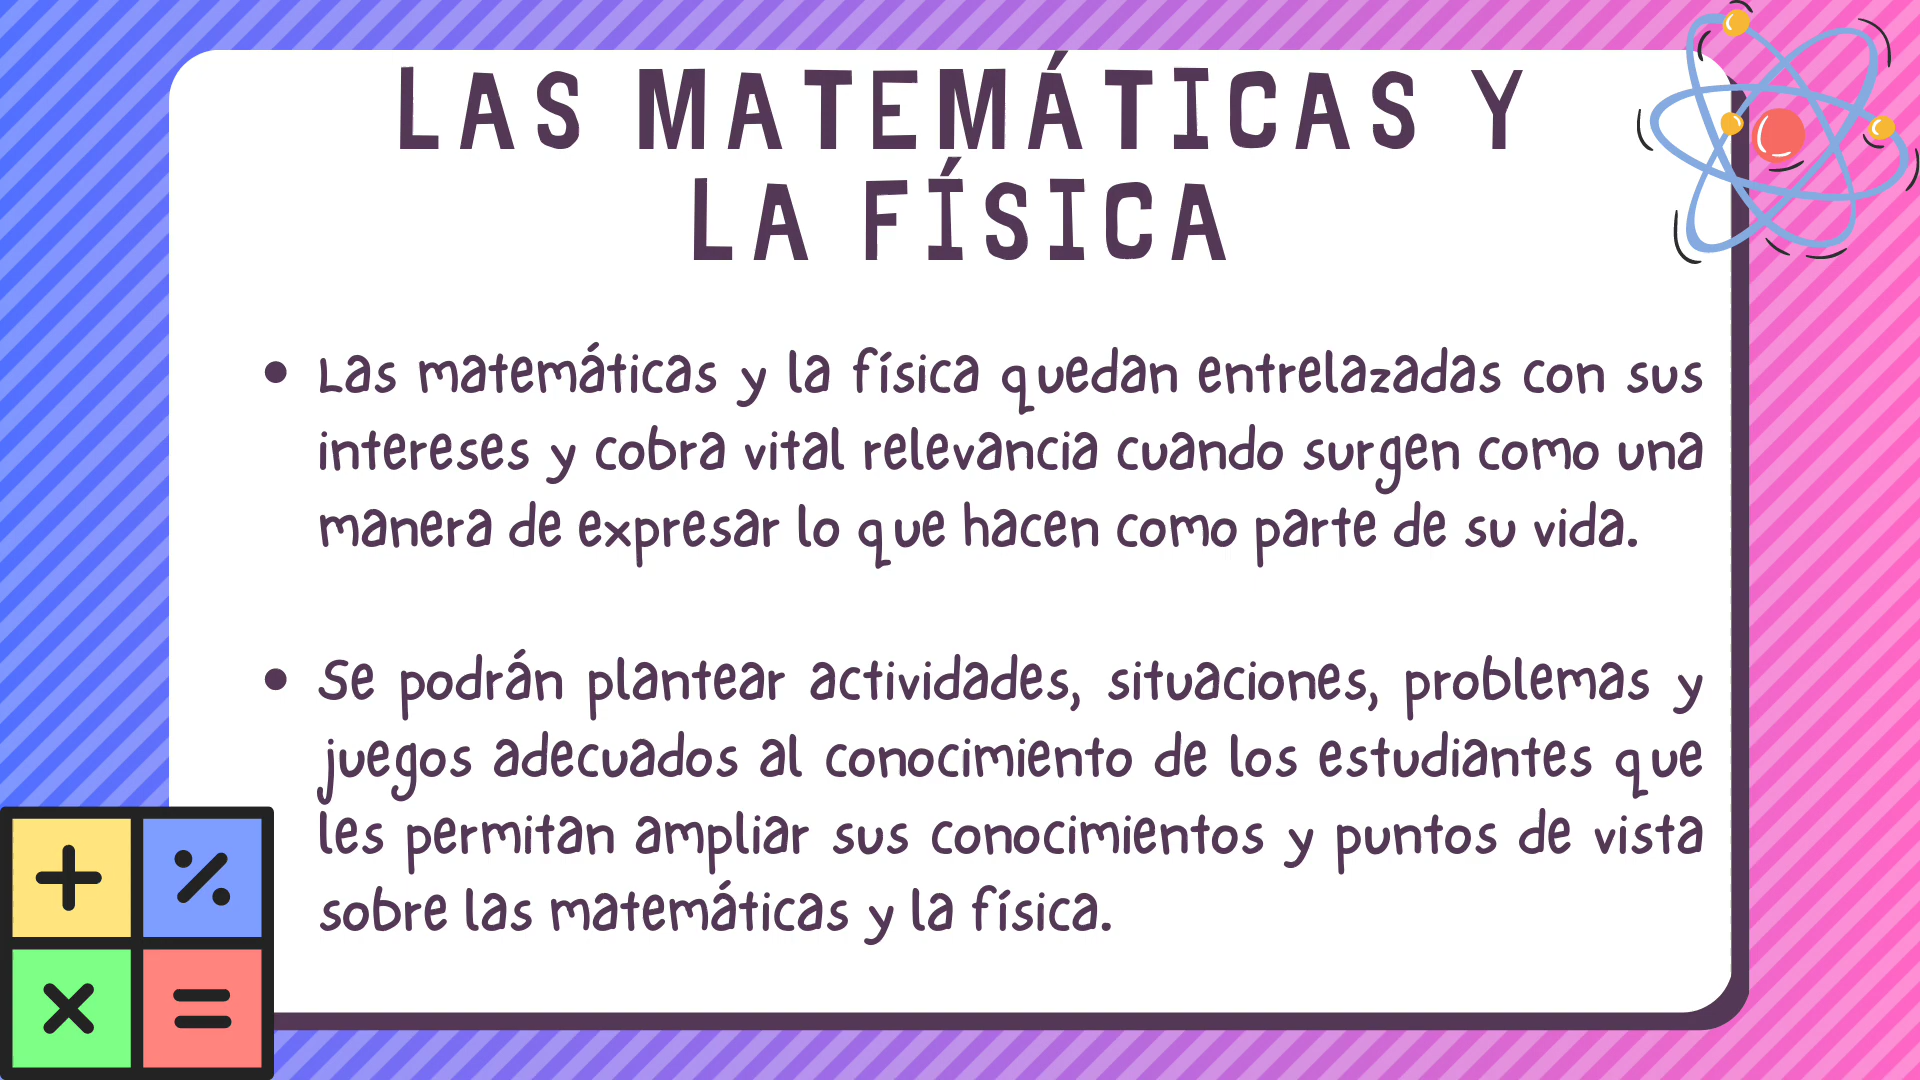 LAS MATEMÁTICAS Y
LA FÍSICA
• Las matemáticas y la física quedan entrelazadas con sus
intereses y cobra vital relevancia cuando surgen como una
manera de expresar lo que hacen como parte de su vida.
• Se podrán plantear actividades, situaciones, problemas y
juegos adecuados al conocimiento de los estudiantes que
les permitan ampliar sus conocimientos y puntos de vista
sobre las matemáticas y la física.
+ %
× =